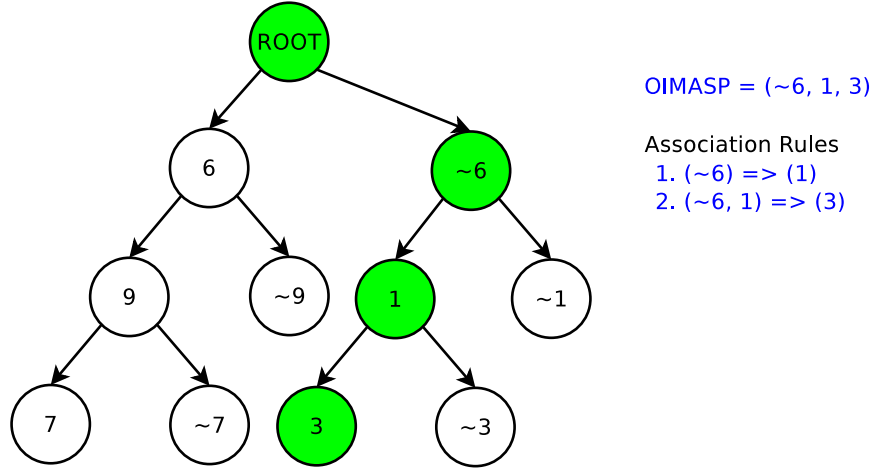 ROOT
OIMASP = (~6, 1, 3)
Association Rules
1. (~6) => (1)
2. (~6, 1) => (3)
6
~6
9
~9
1
~1
7
~7
3
~3